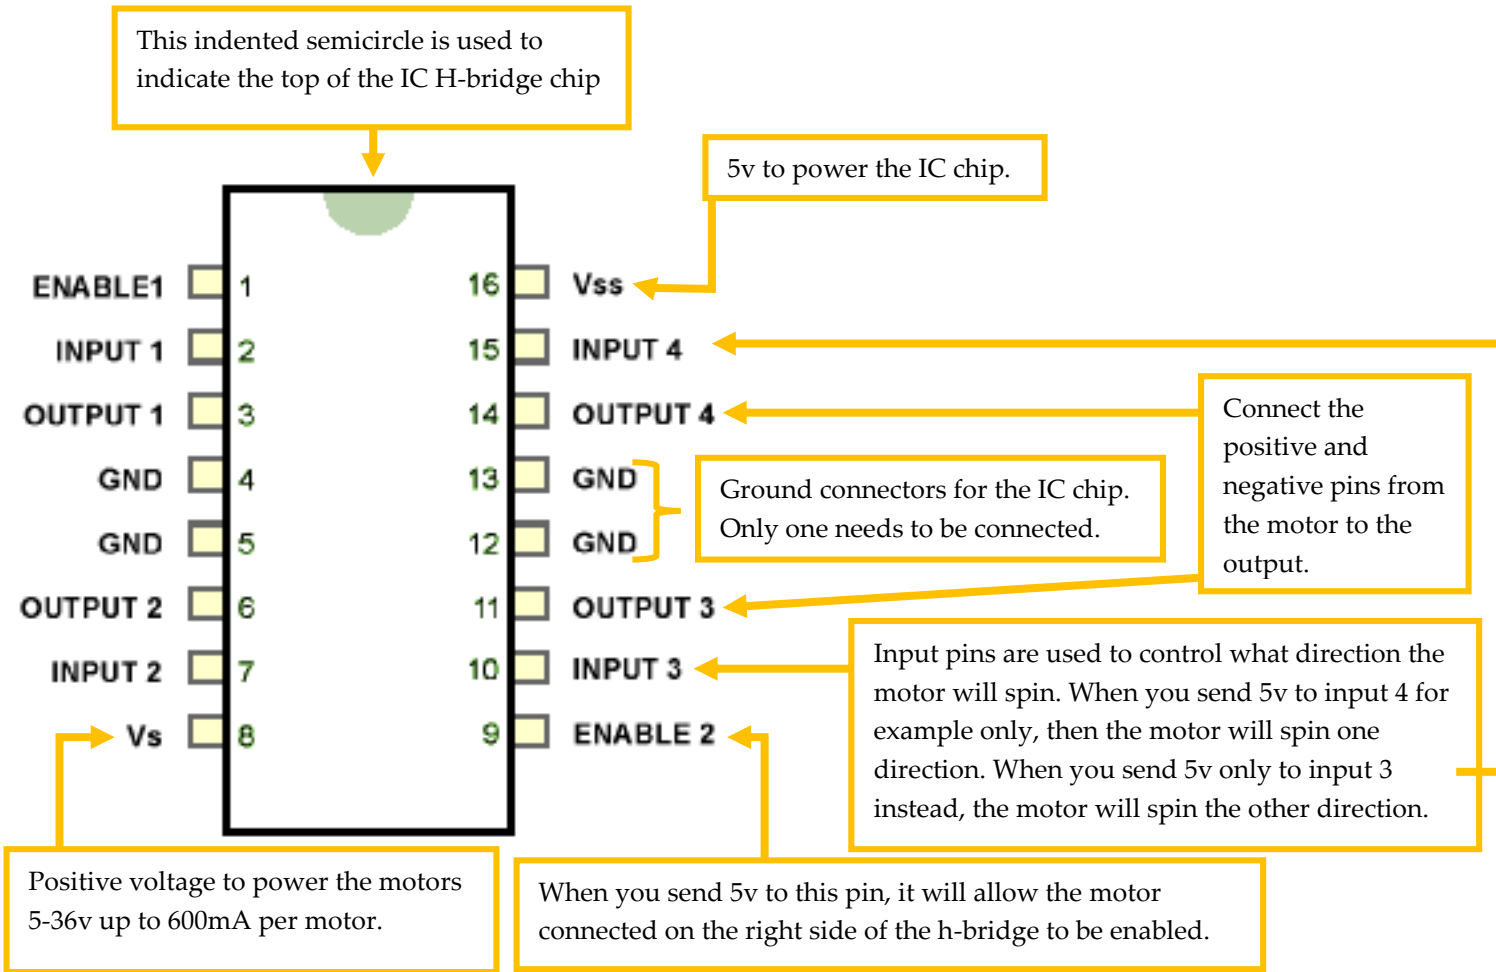 This indented semicircle is used to
indicate the top of the IC H-bridge chip
5v to power the IC chip.
ENABLE1 1 16 Vss
INPUT 1 2 15 INPUT 4
OUTPUT 1 3 14 OUTPUT 4
GND 4 13 GND
GND 5 12 GND
OUTPUT 2 6 11 OUTPUT 3
INPUT 2 7 10 INPUT 3
Vs 8 9 ENABLE 2
Connect the
positive and
negative pins from
the motor to the
output.
Ground connectors for the IC chip.
Only one needs to be connected.
Input pins are used to control what direction the
motor will spin. When you send 5v to input 4 for
example only, then the motor will spin one
direction. When you send 5v only to input 3
instead, the motor will spin the other direction.
Positive voltage to power the motors
5-36v up to 600mA per motor.
When you send 5v to this pin, it will allow the motor
connected on the right side of the h-bridge to be enabled.